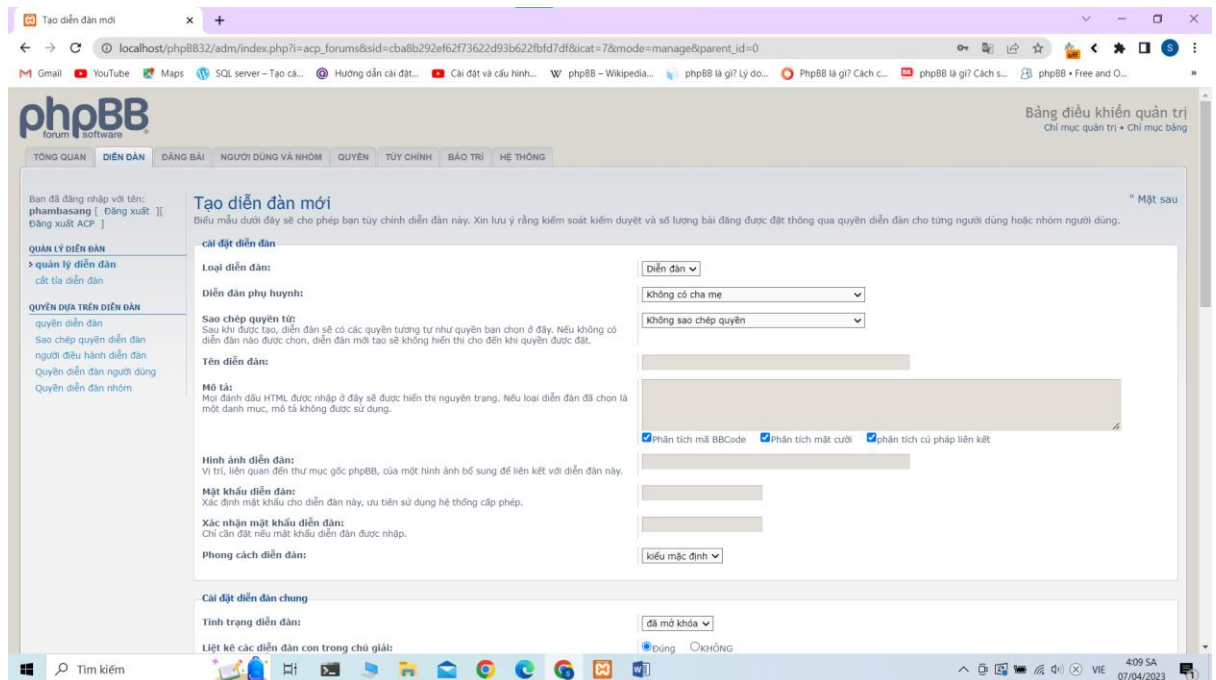 Tạo diễn đàn mới
localhost/phpBB32/adm/index.php?i=acp_forums&sid=cba8b292ef62f73622d93b622fbfd7df&icat=7&mode=manage&parent_id=0
off
S
Gmail YouTube Maps SQL server – Tạo cá... Hướng dẫn cài đặt... Cài đặt và cấu hình... W phpBB – Wikipedia... phpBB là gì? Lý do... PhpBB là gì? Cách c... phpBB là gì? Cách s... phpBB • Free and O... »
phpBB
forum software
Bảng điều khiển quản trị
Chỉ mục quản trị • Chỉ mục bảng
TỔNG QUAN DIỄN ĐÀN ĐĂNG BÀI NGƯỜI DÙNG VÀ NHÓM QUYỀN TÙY CHỈNH BẢO TRÌ HỆ THỐNG
Bạn đã đăng nhập với tên:
phambasang [ Đăng xuất ][
Đăng xuất ACP ]
QUẢN LÝ DIỄN ĐÀN
quản lý diễn đàn
cắt tỉa diễn đàn
QUYỀN DỰA TRÊN DIỄN ĐÀN
quyền diễn đàn
Sao chép quyền diễn đàn
người điều hành diễn đàn
Quyền diễn đàn người dùng
Quyền diễn đàn nhóm
Tạo diễn đàn mới
" Mặt sau
Biểu mẫu dưới đây sẽ cho phép bạn tùy chỉnh diễn đàn này. Xin lưu ý rằng kiểm soát kiểm duyệt và số lượng bài đăng được đặt thông qua quyền diễn đàn cho từng người dùng hoặc nhóm người dùng.
cài đặt diễn đàn
Loại diễn đàn: Diễn đàn
Diễn đàn phụ huynh: Không có cha mẹ
Sao chép quyền từ: Không sao chép quyền
Sau khi được tạo, diễn đàn sẽ có các quyền tương tự như quyền bạn chọn ở đây. Nếu không có
diễn đàn nào được chọn, diễn đàn mới tạo sẽ không hiển thị cho đến khi quyền được đặt.
Tên diễn đàn:
Mô tả:
Mọi đánh dấu HTML được nhập ở đây sẽ được hiển thị nguyên trạng. Nếu loại diễn đàn đã chọn là
một danh mục, mô tả không được sử dụng.
Phân tích mã BBCode Phân tích mặt cười phân tích cú pháp liên kết
Hình ảnh diễn đàn:
Vị trí, liên quan đến thư mục gốc phpBB, của một hình ảnh bổ sung để liên kết với diễn đàn này.
Mật khẩu diễn đàn:
Xác định mật khẩu cho diễn đàn này, ưu tiên sử dụng hệ thống cấp phép.
Xác nhận mật khẩu diễn đàn:
Chỉ cần đặt nếu mật khẩu diễn đàn được nhập.
Phong cách diễn đàn: kiểu mặc định
Cài đặt diễn đàn chung
Tình trạng diễn đàn: đã mở khóa
Liệt kê các diễn đàn con trong chú giải: Đúng KHÔNG
Tìm kiếm
VIE
4:09 SA
07/04/2023